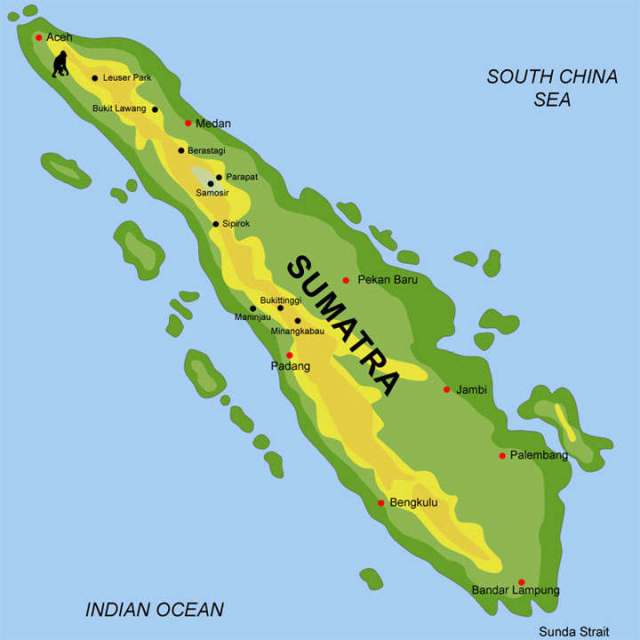 Aceh
SOUTH CHINA
SEA
Leuser Park
Bukit Lawang
Medan
Berastagi
Parapat
Samosir
Sipirok
SUMATRA
Pekan Baru
Bukittinggi
Maninjau
Minangkabau
Padang
Jambi
Palembang
Bengkulu
Bandar Lampung
INDIAN OCEAN
Sunda Strait